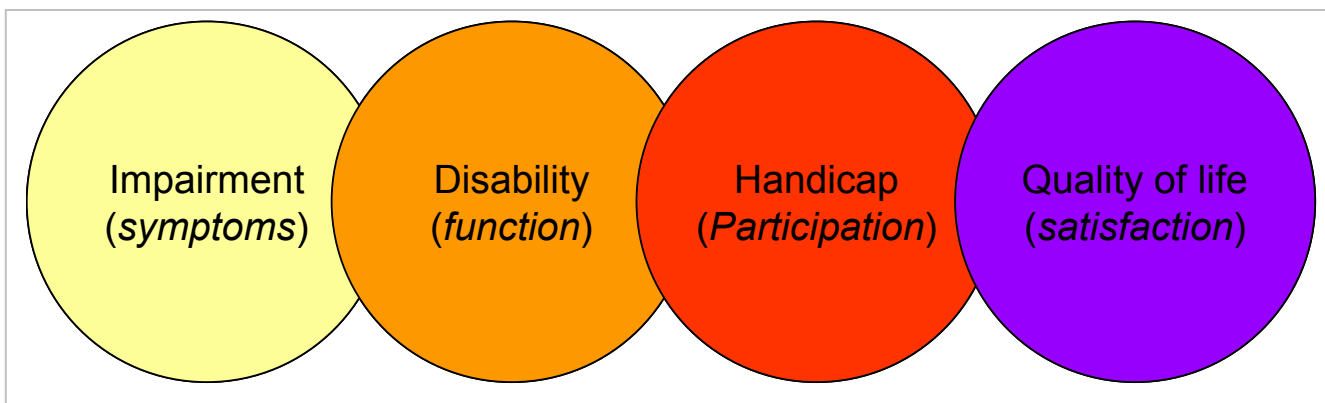 Impairment
(symptoms)
Disability
(function)
Handicap
(Participation)
Quality of life
(satisfaction)